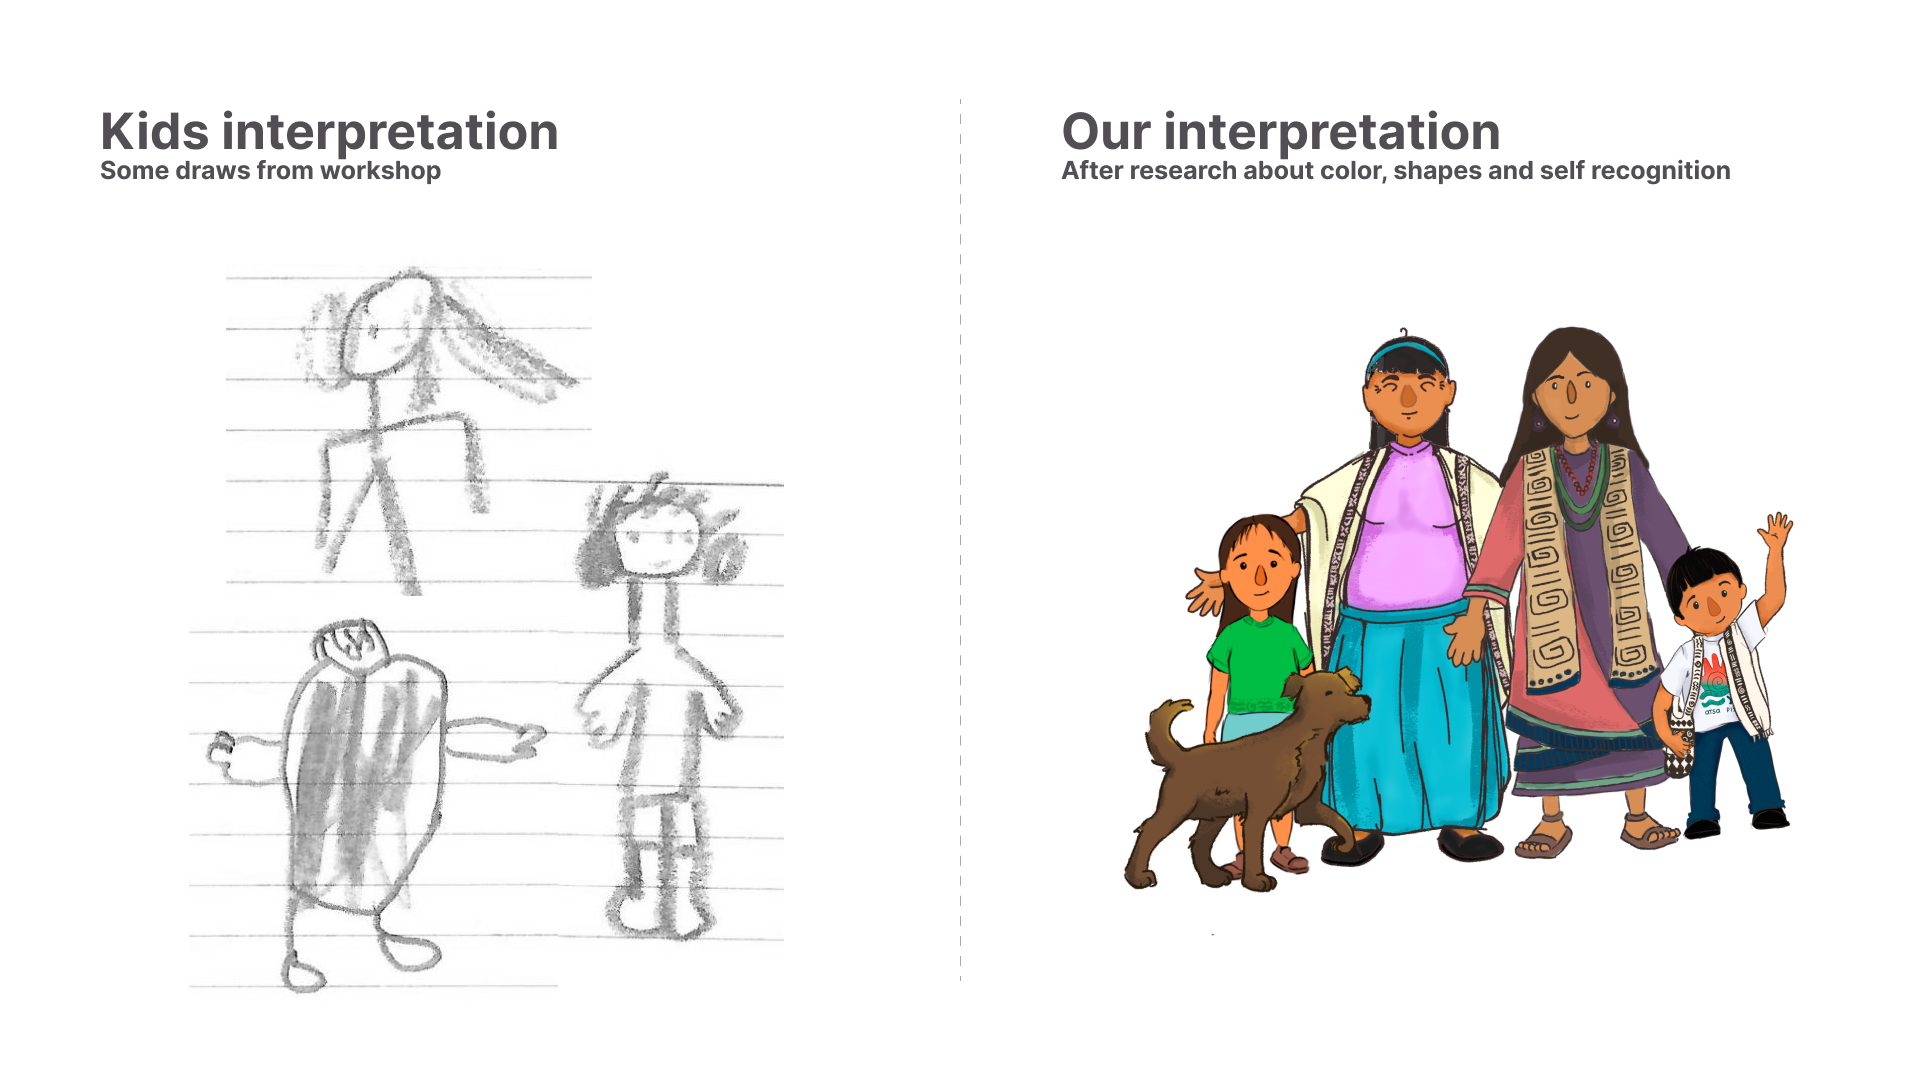 Kids interpretation
Some draws from workshop
Our interpretation
After research about color, shapes and self recognition